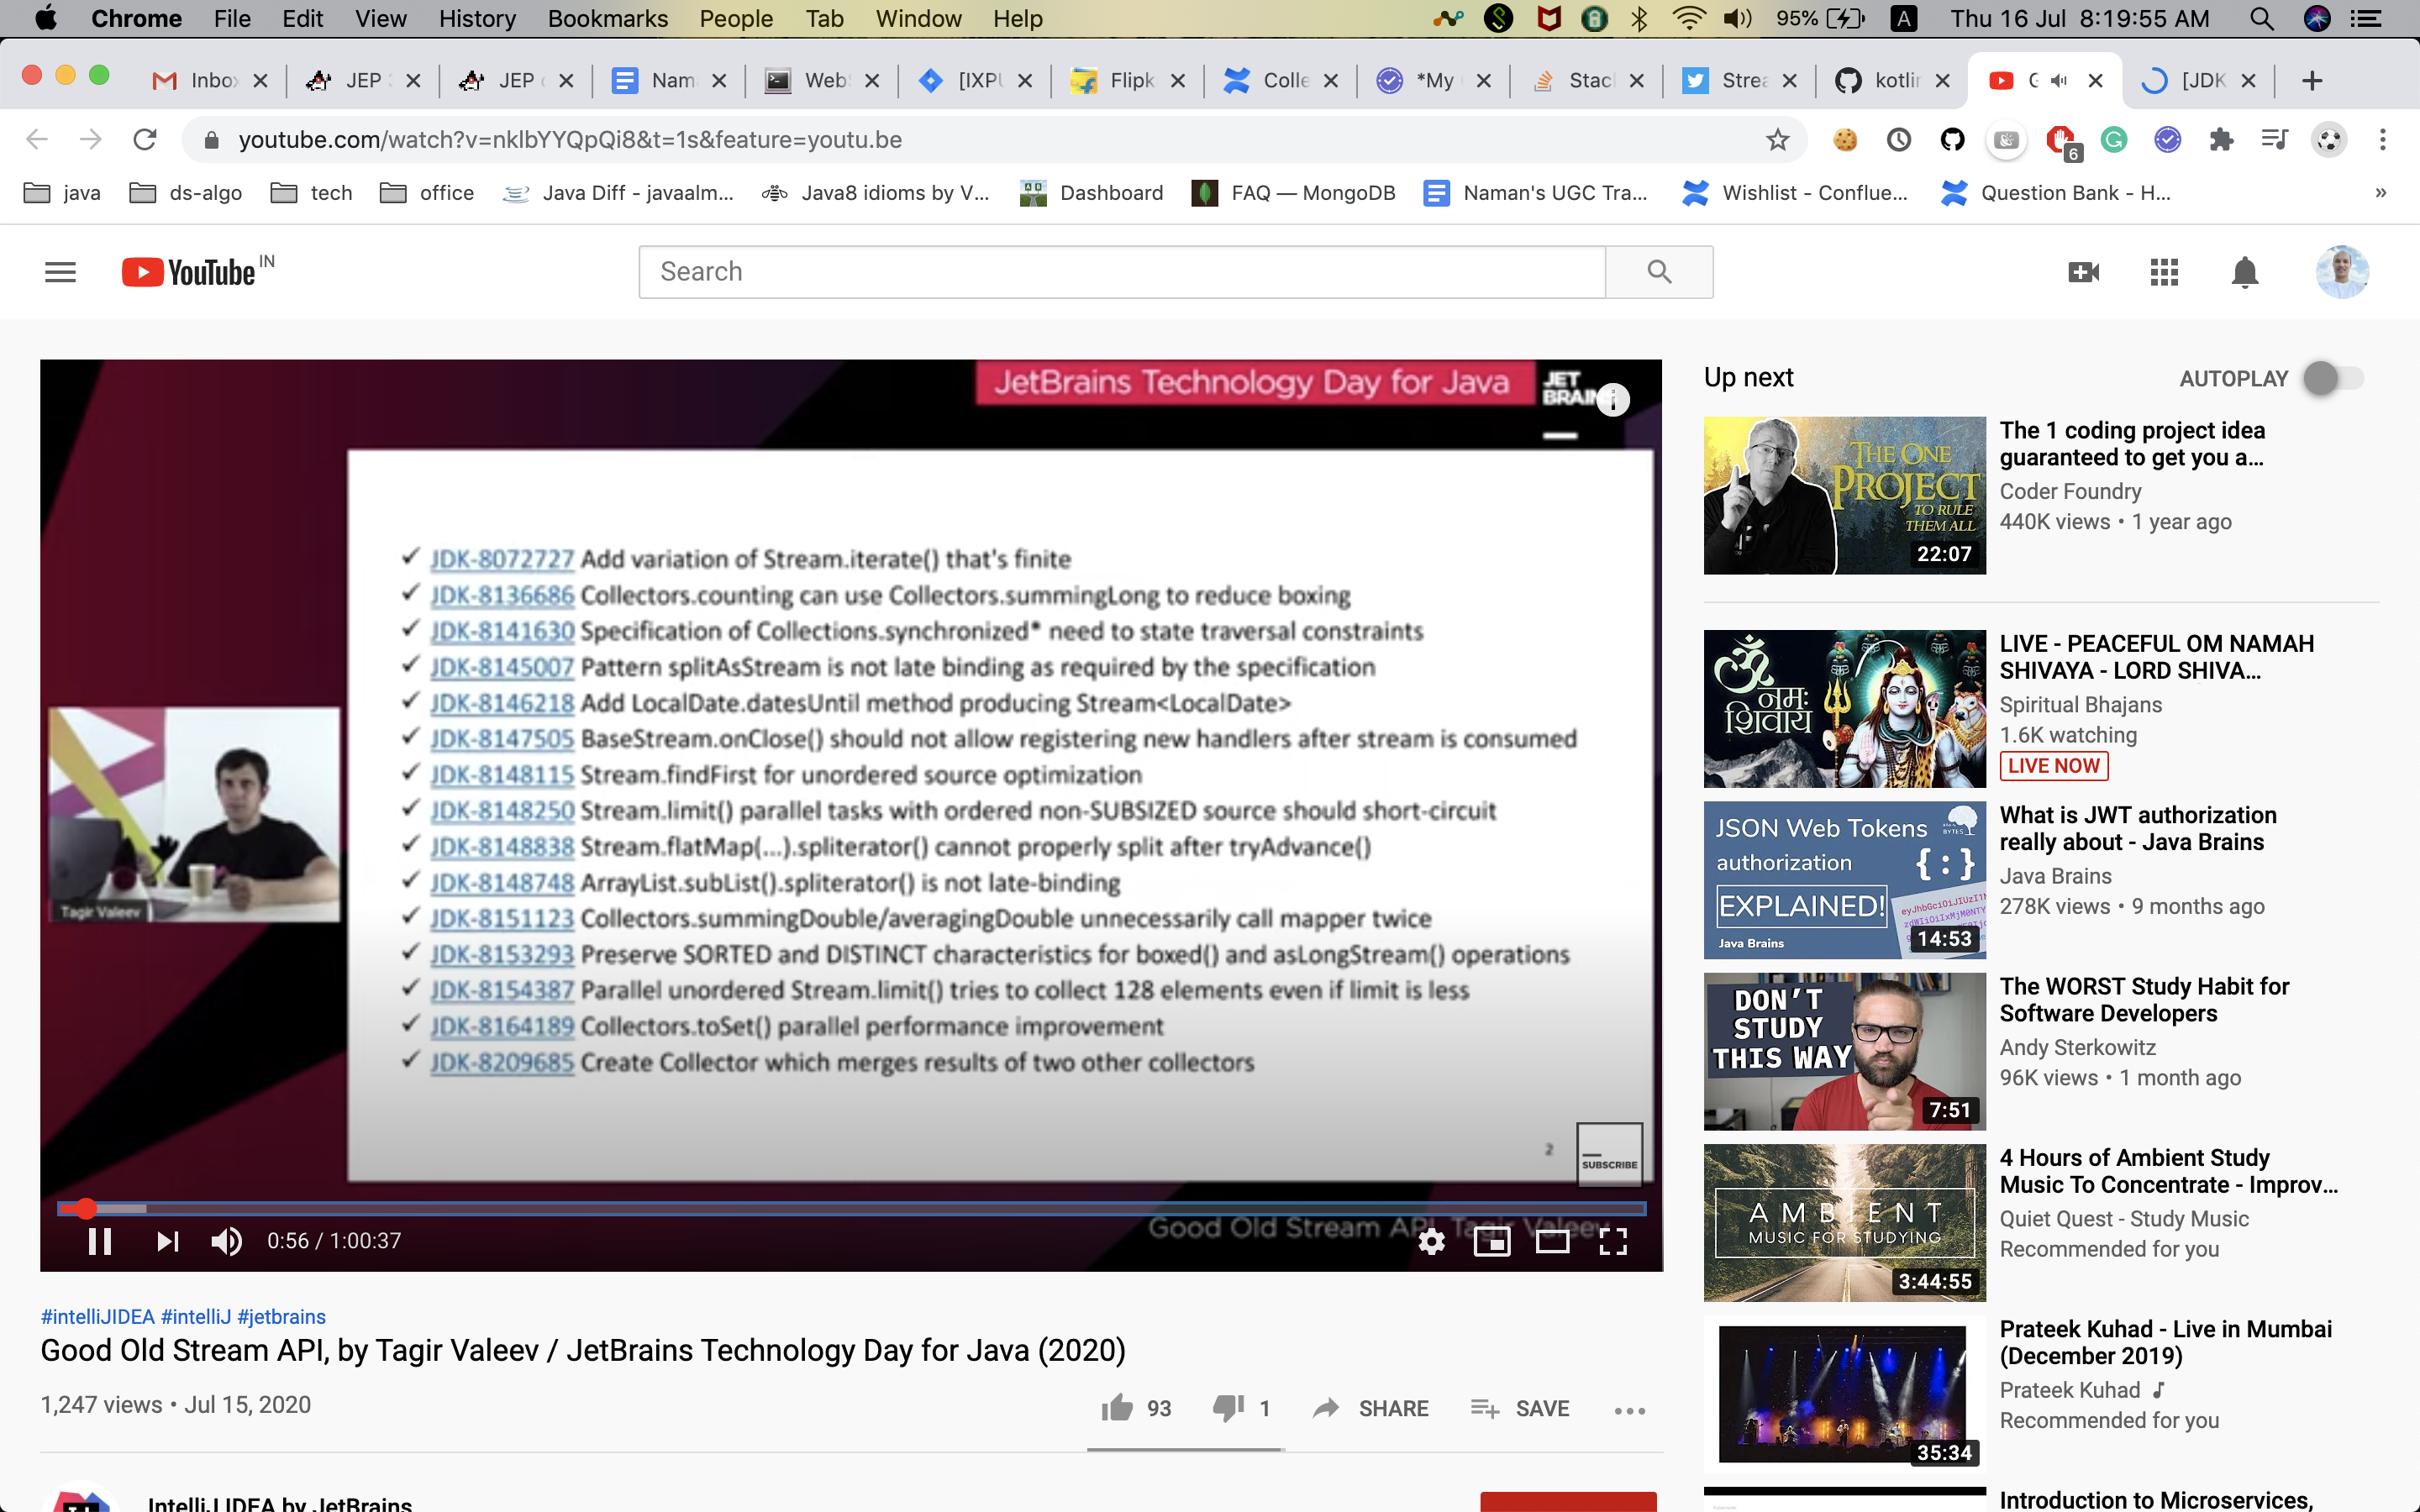 Chrome File Edit View History Bookmarks People Tab Window Help 95% A Thu 16 Jul 8:19:55 AM
Inbox JEP JEP Nam Web [IXPU Flipk Colle *My Stac Strea kotlin [JDK
youtube.com/watch?v=nklbYYQpQi8&t=1s&feature=youtu.be 6
java ds-algo tech office Java Diff - javaalm... Java8 idioms by V... Dashboard FAQ — MongoDB Naman's UGC Tra... Wishlist - Conflue... Question Bank - H... »
YouTube IN
Search
JetBrains Technology Day for Java
JET
BRAINS
JDK-8072727 Add variation of Stream.iterate() that's finite
JDK-8136686 Collectors.counting can use Collectors.summingLong to reduce boxing
JDK-8141630 Specification of Collections.synchronized* need to state traversal constraints
JDK-8145007 Pattern splitAsStream is not late binding as required by the specification
JDK-8146218 Add LocalDate.datesUntil method producing Stream<LocalDate>
JDK-8147505 BaseStream.onClose() should not allow registering new handlers after stream is consumed
JDK-8148115 Stream.findFirst for unordered source optimization
JDK-8148250 Stream.limit() parallel tasks with ordered non-SUBSIZED source should short-circuit
JDK-8148838 Stream.flatMap(...).spliterator() cannot properly split after tryAdvance()
JDK-8148748 ArrayList.subList().spliterator() is not late-binding
JDK-8151123 Collectors.summingDouble/averagingDouble unnecessarily call mapper twice
JDK-8153293 Preserve SORTED and DISTINCT characteristics for boxed() and asLongStream() operations
JDK-8154387 Parallel unordered Stream.limit() tries to collect 128 elements even if limit is less
JDK-8164189 Collectors.toSet() parallel performance improvement
JDK-8209685 Create Collector which merges results of two other collectors
Tagir Valeev
2
SUBSCRIBE
Good Old Stream API, Tagir Valeev
0:56 / 1:00:37
#intelliJIDEA #intelliJ #jetbrains
Good Old Stream API, by Tagir Valeev / JetBrains Technology Day for Java (2020)
1,247 views • Jul 15, 2020
93 1 SHARE SAVE
IntelliJ IDEA by JetBrains
Up next AUTOPLAY
THE ONE
PROJECT
TO RULE
THEM ALL
22:07
The 1 coding project idea
guaranteed to get you a...
Coder Foundry
440K views • 1 year ago
ॐ
नमः
शिवाय
LIVE - PEACEFUL OM NAMAH
SHIVAYA - LORD SHIVA...
Spiritual Bhajans
1.6K watching
LIVE NOW
JSON Web Tokens
authorization
{:}
EXPLAINED!
Java Brains
14:53
What is JWT authorization
really about - Java Brains
Java Brains
278K views • 9 months ago
DON'T
STUDY
THIS WAY
7:51
The WORST Study Habit for
Software Developers
Andy Sterkowitz
96K views • 1 month ago
AMBIENT
MUSIC FOR STUDYING
3:44:55
4 Hours of Ambient Study
Music To Concentrate - Improv...
Quiet Quest - Study Music
Recommended for you
35:34
Prateek Kuhad - Live in Mumbai
(December 2019)
Prateek Kuhad
Recommended for you
Introduction to Microservices,